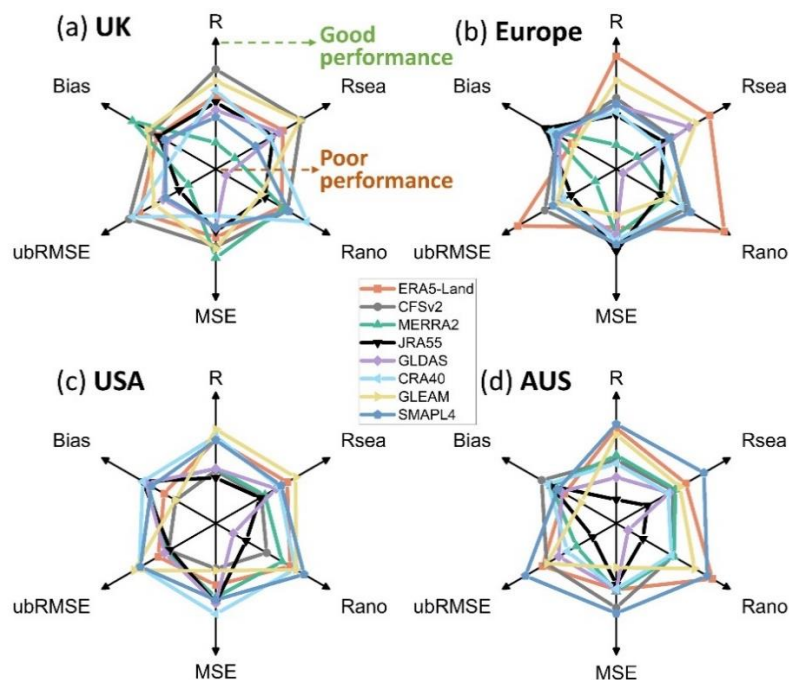 (a) UK
R
Good
performance
Bias
Rsea
Poor
performance
ubRMSE
Rano
MSE
(b) Europe
R
Bias
Rsea
ubRMSE
Rano
MSE
ERA5-Land
CFSv2
MERRA2
JRA55
GLDAS
CRA40
GLEAM
SMAPL4
(c) USA
R
Bias
Rsea
ubRMSE
Rano
MSE
(d) AUS
R
Bias
Rsea
ubRMSE
Rano
MSE